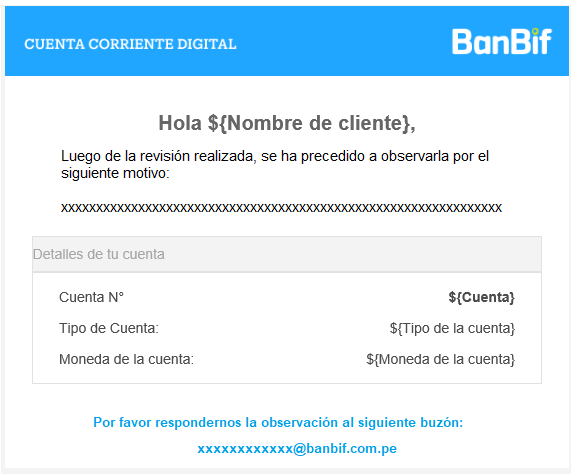 CUENTA CORRIENTE DIGITAL
BanBif
Hola ${Nombre de cliente},
Luego de la revisión realizada, se ha precedido a observarla por el
siguiente motivo:
xxxxxxxxxxxxxxxxxxxxxxxxxxxxxxxxxxxxxxxxxxxxxxxxxxxxxxxxxxxxxxx
Detalles de tu cuenta
Cuenta N° ${Cuenta}
Tipo de Cuenta: ${Tipo de la cuenta}
Moneda de la cuenta: ${Moneda de la cuenta}
Por favor respondernos la observación al siguiente buzón:
xxxxxxxxxxxx@banbif.com.pe